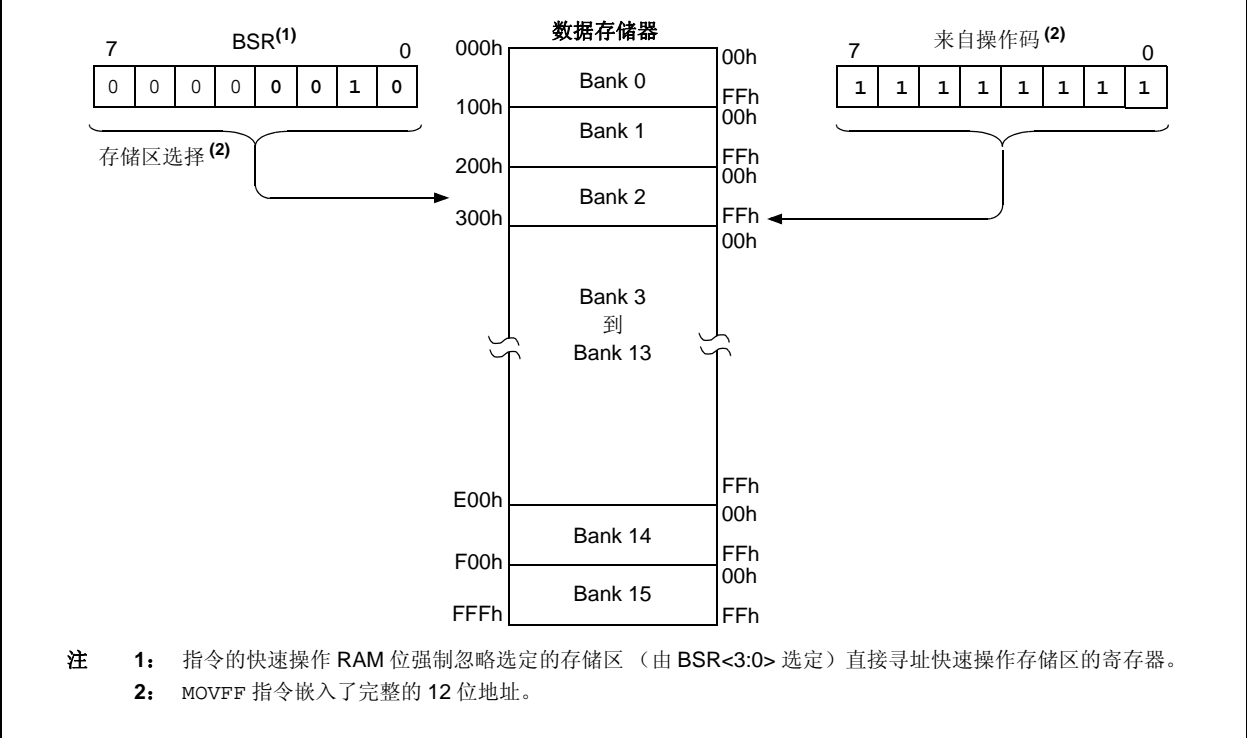 数据存储器
7 BSR(1) 0
0 0 0 0 0 0 1 0
存储区选择(2)
来自操作码(2)
7 0
1 1 1 1 1 1 1 1
000h
00h
Bank 0
FFh
100h
00h
Bank 1
FFh
200h
00h
Bank 2
FFh
300h
00h
Bank 3
到
Bank 13
FFh
E00h
00h
Bank 14
FFh
F00h
00h
Bank 15
FFFh
FFh
注 1： 指令的快速操作 RAM 位强制忽略选定的存储区 （由 BSR<3:0> 选定）直接寻址快速操作存储区的寄存器。
2： MOVFF 指令嵌入了完整的 12 位地址。